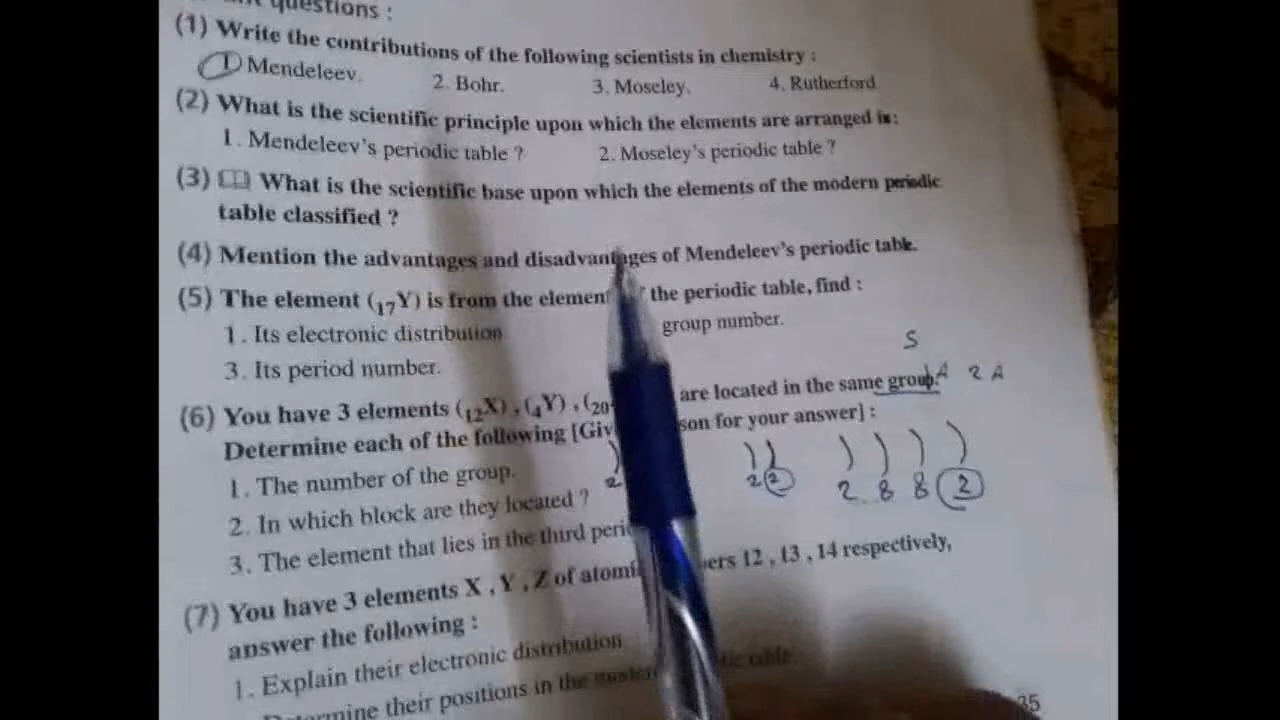 questions :
(1) Write the contributions of the following scientists in chemistry :
1 Mendeleev. 2. Bohr. 3. Moseley. 4. Rutherford
(2) What is the scientific principle upon which the elements are arranged is:
1. Mendeleev's periodic table ? 2. Moseley's periodic table ?
(3) What is the scientific base upon which the elements of the modern periodic
table classified ?
(4) Mention the advantages and disadvantages of Mendeleev's periodic table.
(5) The element (₁₇Y) is from the element the periodic table, find :
1. Its electronic distribution group number.
3. Its period number.
S
1A 2A
(6) You have 3 elements (₁₂X) , (₄Y) , (₂₀ are located in the same group.
Determine each of the following [Giv son for your answer] :
1. The number of the group.
2 2 2 2 8 8 2
2. In which block are they located ?
3. The element that lies in the third peri
(7) You have 3 elements X , Y , Z of atomi ers 12 , 13 , 14 respectively,
answer the following :
1. Explain their electronic distribution
their positions in the
35